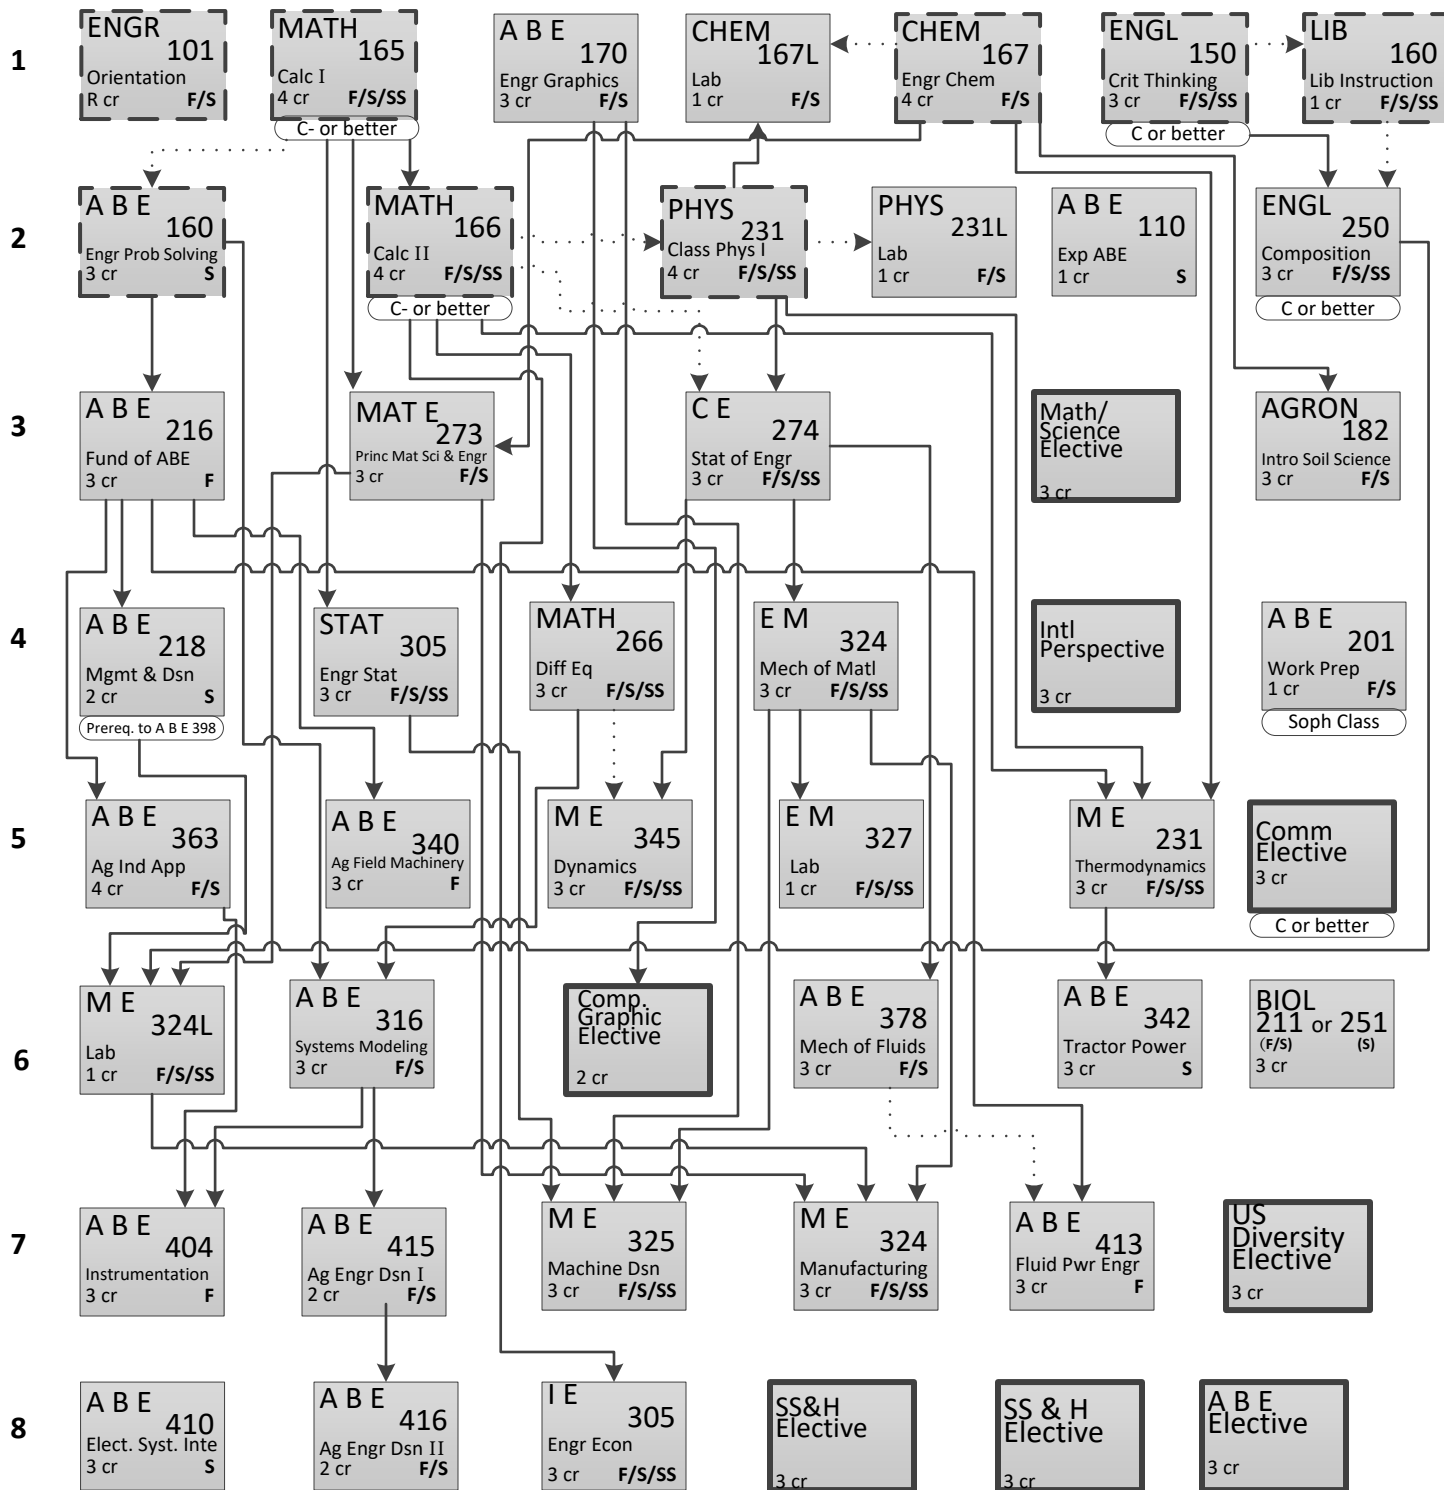 1
ENGR
101
Orientation
R cr F/S
MATH
165
Calc I
4 cr F/S/SS
C- or better
A B E
170
Engr Graphics
3 cr F/S
CHEM
167L
Lab
1 cr F/S
CHEM
167
Engr Chem
4 cr F/S
ENGL
150
Crit Thinking
3 cr F/S/SS
C or better
LIB
160
Lib Instruction
1 cr F/S/SS
2
A B E
160
Engr Prob Solving
3 cr S
MATH
166
Calc II
4 cr F/S/SS
C- or better
PHYS
231
Class Phys I
4 cr F/S/SS
PHYS
231L
Lab
1 cr F/S
A B E
110
Exp ABE
1 cr S
ENGL
250
Composition
3 cr F/S/SS
C or better
3
A B E
216
Fund of ABE
3 cr F
MAT E
273
Princ Mat Sci & Engr
3 cr F/S
C E
274
Stat of Engr
3 cr F/S/SS
Math/
Science
Elective
3 cr
AGRON
182
Intro Soil Science
3 cr F/S
4
A B E
218
Mgmt & Dsn
2 cr S
Prereq. to A B E 398
STAT
305
Engr Stat
3 cr F/S/SS
MATH
266
Diff Eq
3 cr F/S/SS
E M
324
Mech of Matl
3 cr F/S/SS
Intl
Perspective
3 cr
A B E
201
Work Prep
1 cr F/S
Soph Class
5
A B E
363
Ag Ind App
4 cr F/S
A B E
340
Ag Field Machinery
3 cr F
M E
345
Dynamics
3 cr F/S/SS
E M
327
Lab
1 cr F/S/SS
M E
231
Thermodynamics
3 cr F/S/SS
Comm
Elective
3 cr
C or better
6
M E
324L
Lab
1 cr F/S/SS
A B E
316
Systems Modeling
3 cr F/S
Comp.
Graphic
Elective
2 cr
A B E
378
Mech of Fluids
3 cr F/S
A B E
342
Tractor Power
3 cr S
BIOL
211 or 251
(F/S) (S)
3 cr
7
A B E
404
Instrumentation
3 cr F
A B E
415
Ag Engr Dsn I
2 cr F/S
M E
325
Machine Dsn
3 cr F/S/SS
M E
324
Manufacturing
3 cr F/S/SS
A B E
413
Fluid Pwr Engr
3 cr F
US
Diversity
Elective
3 cr
8
A B E
410
Elect. Syst. Inte
3 cr S
A B E
416
Ag Engr Dsn II
2 cr F/S
I E
305
Engr Econ
3 cr F/S/SS
SS&H
Elective
3 cr
SS & H
Elective
3 cr
A B E
Elective
3 cr